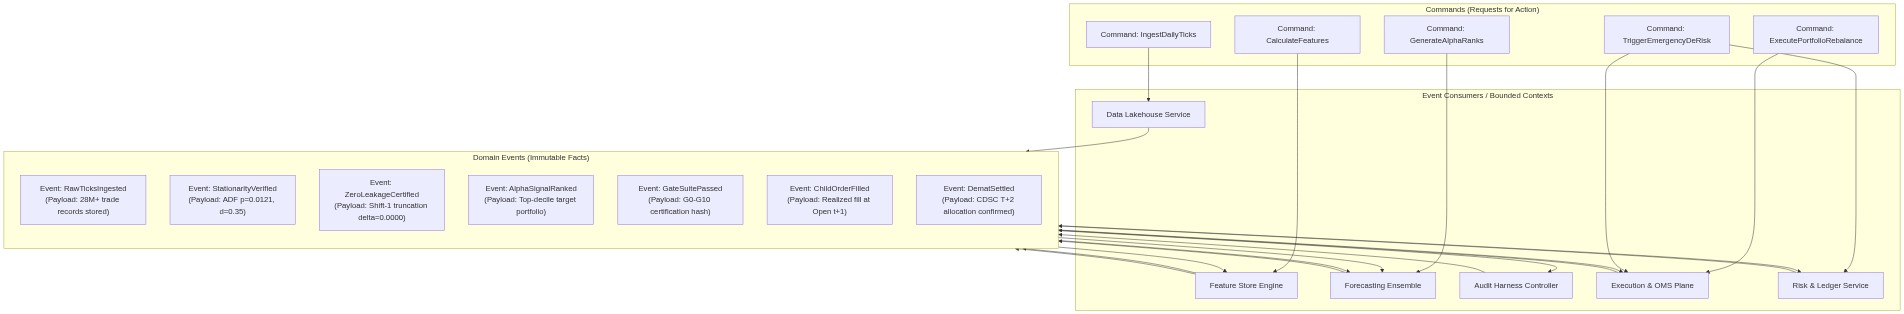 Commands (Requests for Action)
Command: IngestDailyTicks
Command:
CalculateFeatures
Command:
GenerateAlphaRanks
Command:
TriggerEmergencyDeRisk
Command:
ExecutePortfolioRebalance
Event Consumers / Bounded Contexts
Data Lakehouse Service
Domain Events (Immutable Facts)
Event: RawTicksIngested
(Payload: 28M+ trade
records stored)
Event: StationarityVerified
(Payload: ADF p=0.0121,
d=0.35)
Event:
ZeroLeakageCertified
(Payload: Shift-1 truncation
delta=0.0000)
Event: AlphaSignalRanked
(Payload: Top-decile target
portfolio)
Event: GateSuitePassed
(Payload: G0-G10
certification hash)
Event: ChildOrderFilled
(Payload: Realized fill at
Open t+1)
Event: DematSettled
(Payload: CDSC T+2
allocation confirmed)
Feature Store Engine
Forecasting Ensemble
Audit Harness Controller
Execution & OMS Plane
Risk & Ledger Service